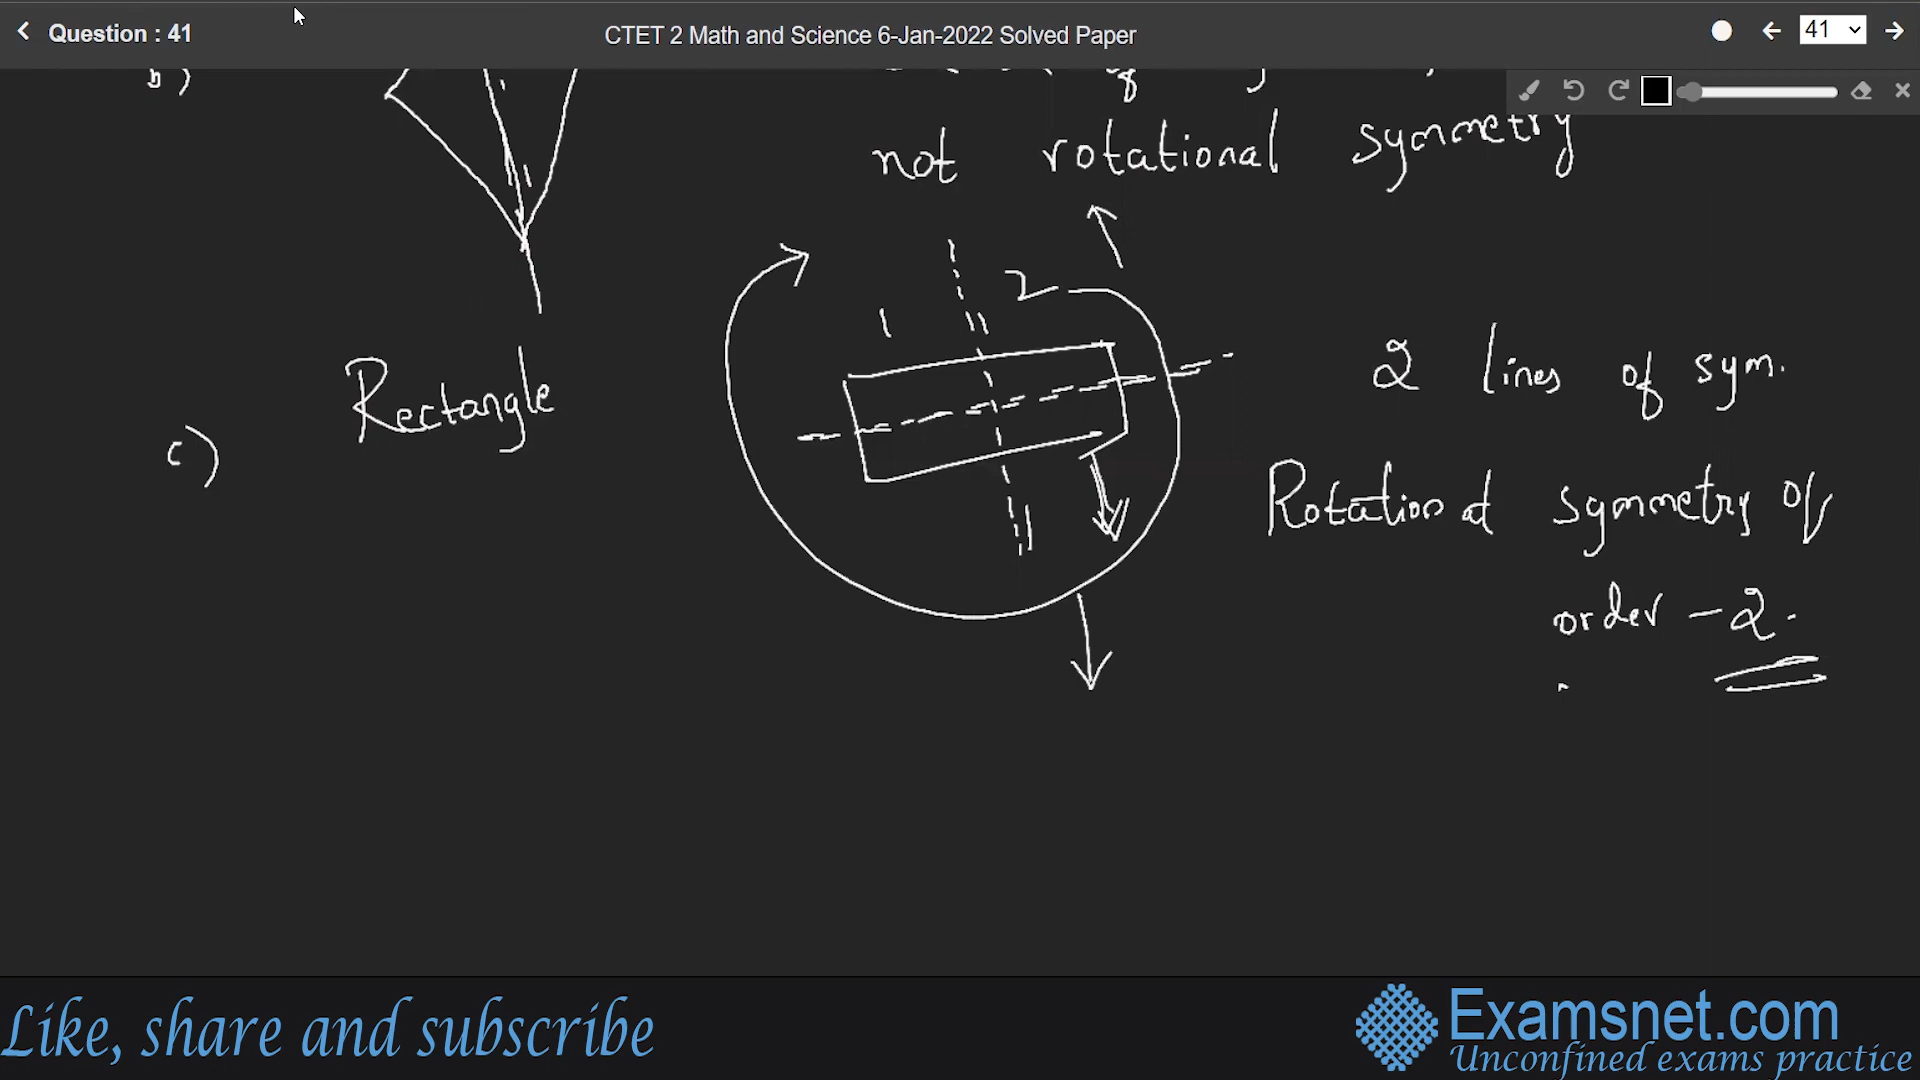 Question : 41
CTET 2 Math and Science 6-Jan-2022 Solved Paper
41
b)
of
not rotational symmetry
2
1
Rectangle
2 lines of sym.
c)
Rotational symmetry of
order - 2.
Like, share and subscribe
Examsnet.com
Unconfined exams practice